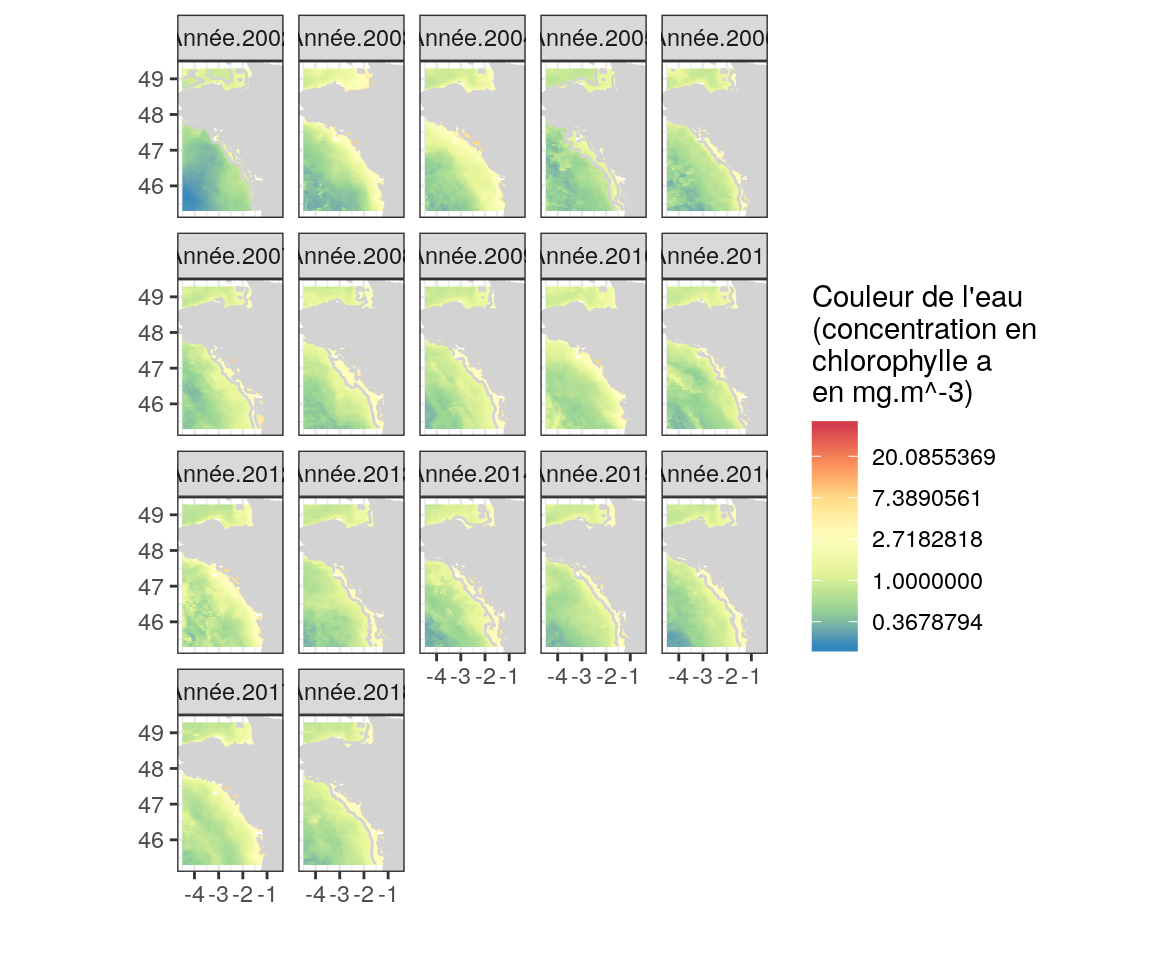 Année.2002 Année.2003 Année.2004 Année.2005 Année.2006
49
48
47
46
Année.2007 Année.2008 Année.2009 Année.2010 Année.201
49
48
47
46
Année.2012 Année.2013 Année.2014 Année.2015 Année.2016
49
48
47
46
-4 -3 -2 -1 -4 -3 -2 -1 -4 -3 -2 -1
Année.2017 Année.2018
49
48
47
46
-4 -3 -2 -1 -4 -3 -2 -1
Couleur de l'eau
(concentration en
chlorophylle a
en mg.m^-3)
20.0855369
7.3890561
2.7182818
1.0000000
0.3678794